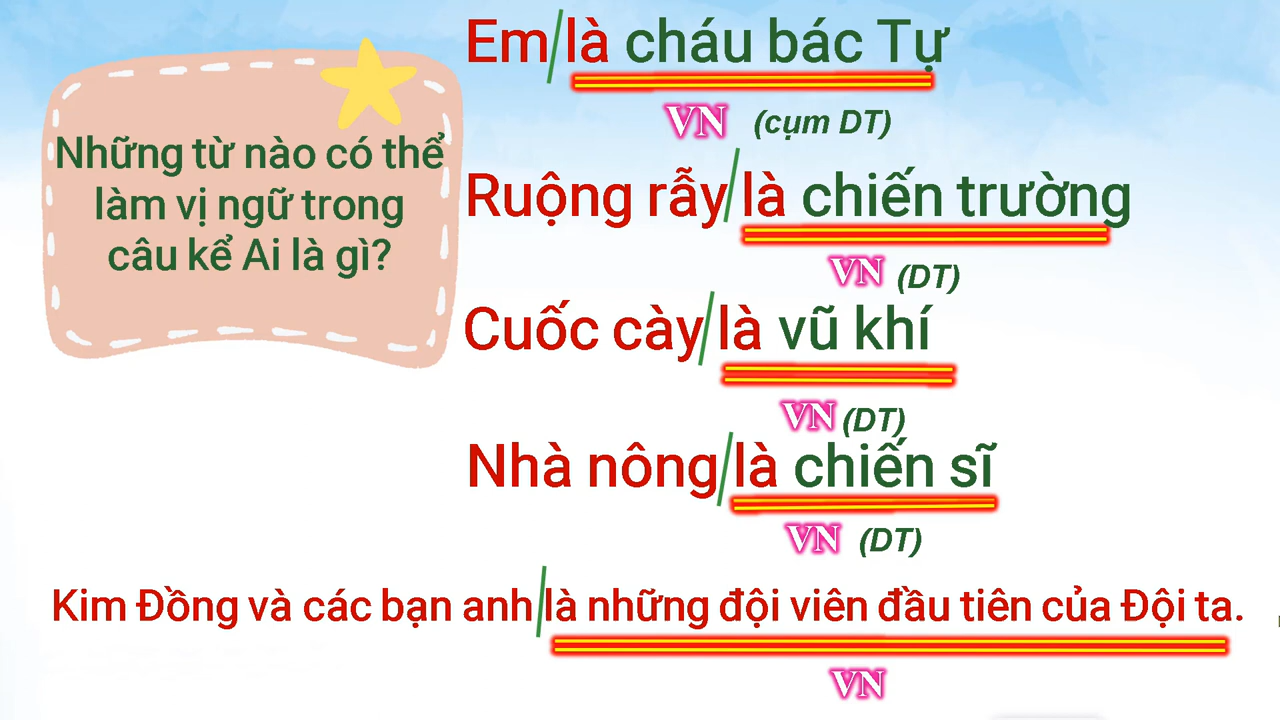 Những từ nào có thể
làm vị ngữ trong
câu kể Ai là gì?
Em/là cháu bác Tự
VN (cụm DT)
Ruộng rẫy/là chiến trường
VN (DT)
Cuốc cày/là vũ khí
VN (DT)
Nhà nông/là chiến sĩ
VN (DT)
Kim Đồng và các bạn anh/là những đội viên đầu tiên của Đội ta.
VN